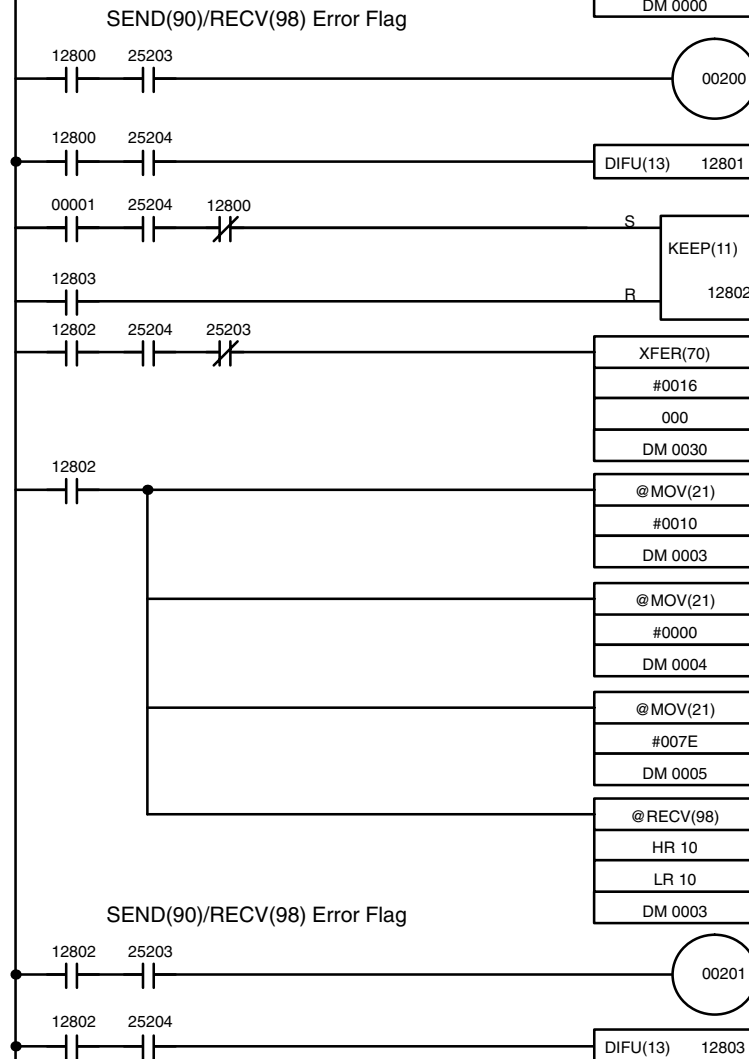 DM 0000
SEND(90)/RECV(98) Error Flag
12800 25203
00200
12800 25204
DIFU(13) 12801
00001 25204 12800
S
KEEP(11)
12802
12803
R
12802 25204 25203
XFER(70)
#0016
000
DM 0030
12802
@MOV(21)
#0010
DM 0003
@MOV(21)
#0000
DM 0004
@MOV(21)
#007E
DM 0005
@RECV(98)
HR 10
LR 10
DM 0003
SEND(90)/RECV(98) Error Flag
12802 25203
00201
12802 25204
DIFU(13) 12803